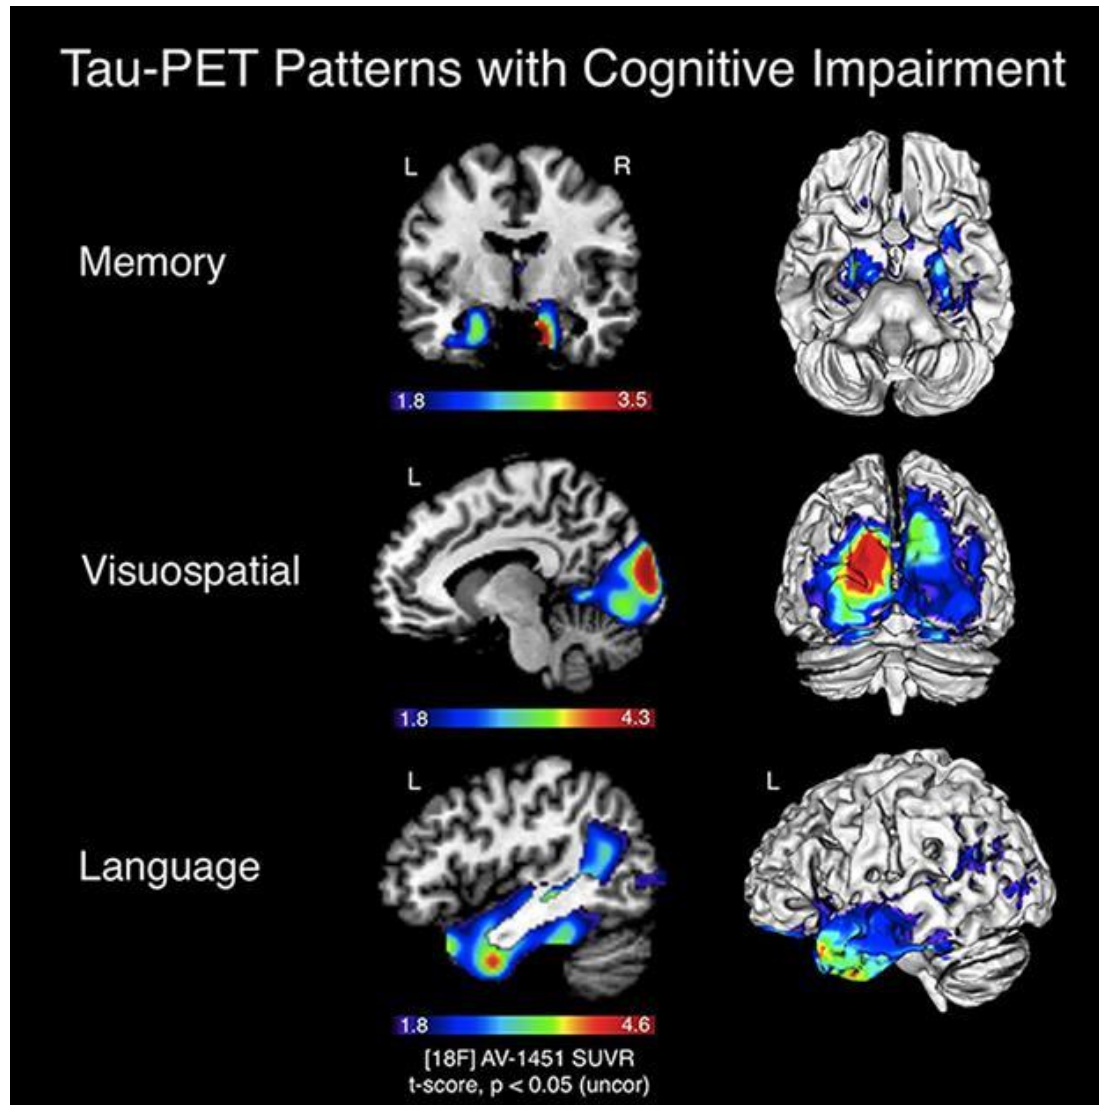 Tau-PET Patterns with Cognitive Impairment
L R
Memory
1.8 3.5
L
Visuospatial
1.8 4.3
L L
Language
1.8 4.6
[18F] AV-1451 SUVR
t-score, p < 0.05 (uncor)